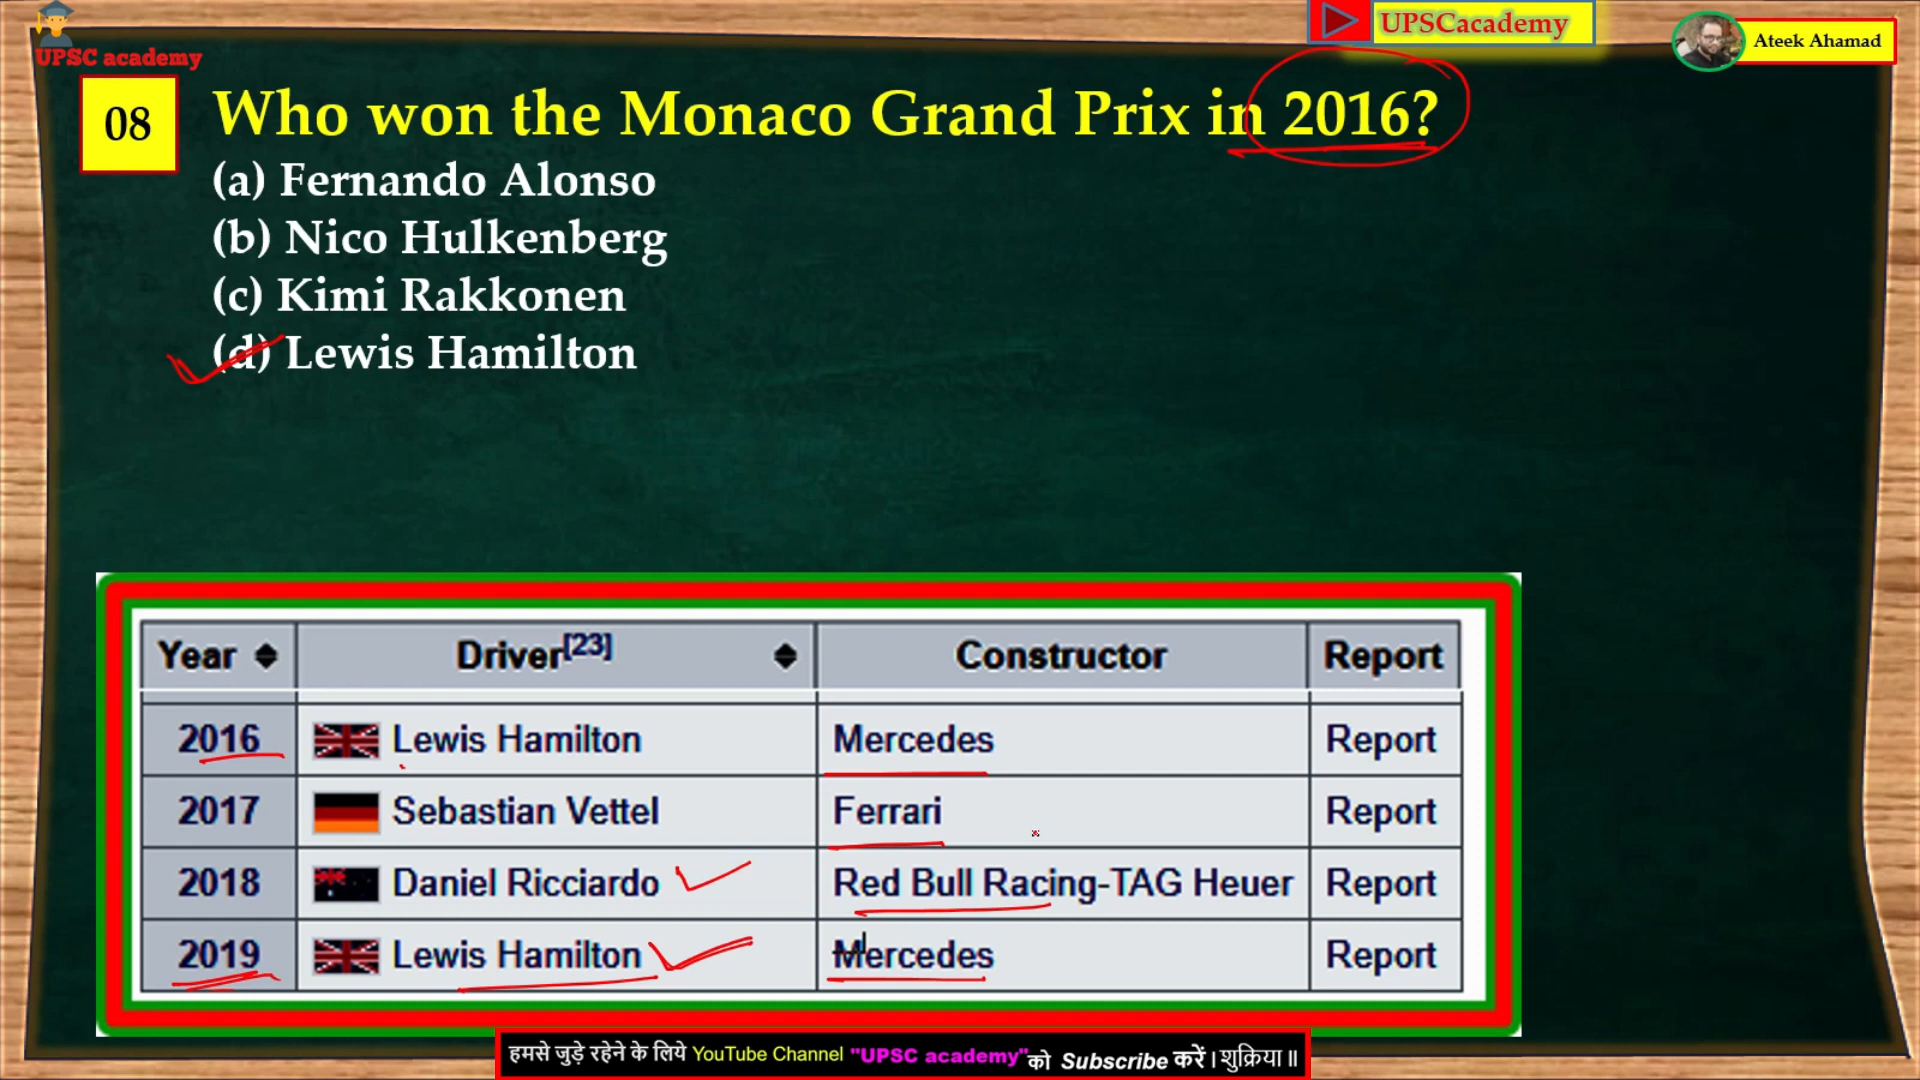 UPSC academy
UPSCacademy
Ateek Ahamad
08
Who won the Monaco Grand Prix in 2016?
(a) Fernando Alonso
(b) Nico Hulkenberg
(c) Kimi Rakkonen
(d) Lewis Hamilton
Year Driver[23] Constructor Report
2016 Lewis Hamilton Mercedes Report
2017 Sebastian Vettel Ferrari Report
2018 Daniel Ricciardo Red Bull Racing-TAG Heuer Report
2019 Lewis Hamilton Mercedes Report
हमसे जुड़े रहेने के लिये YouTube Channel "UPSC academy" को Subscribe करें । शुक्रिया ॥